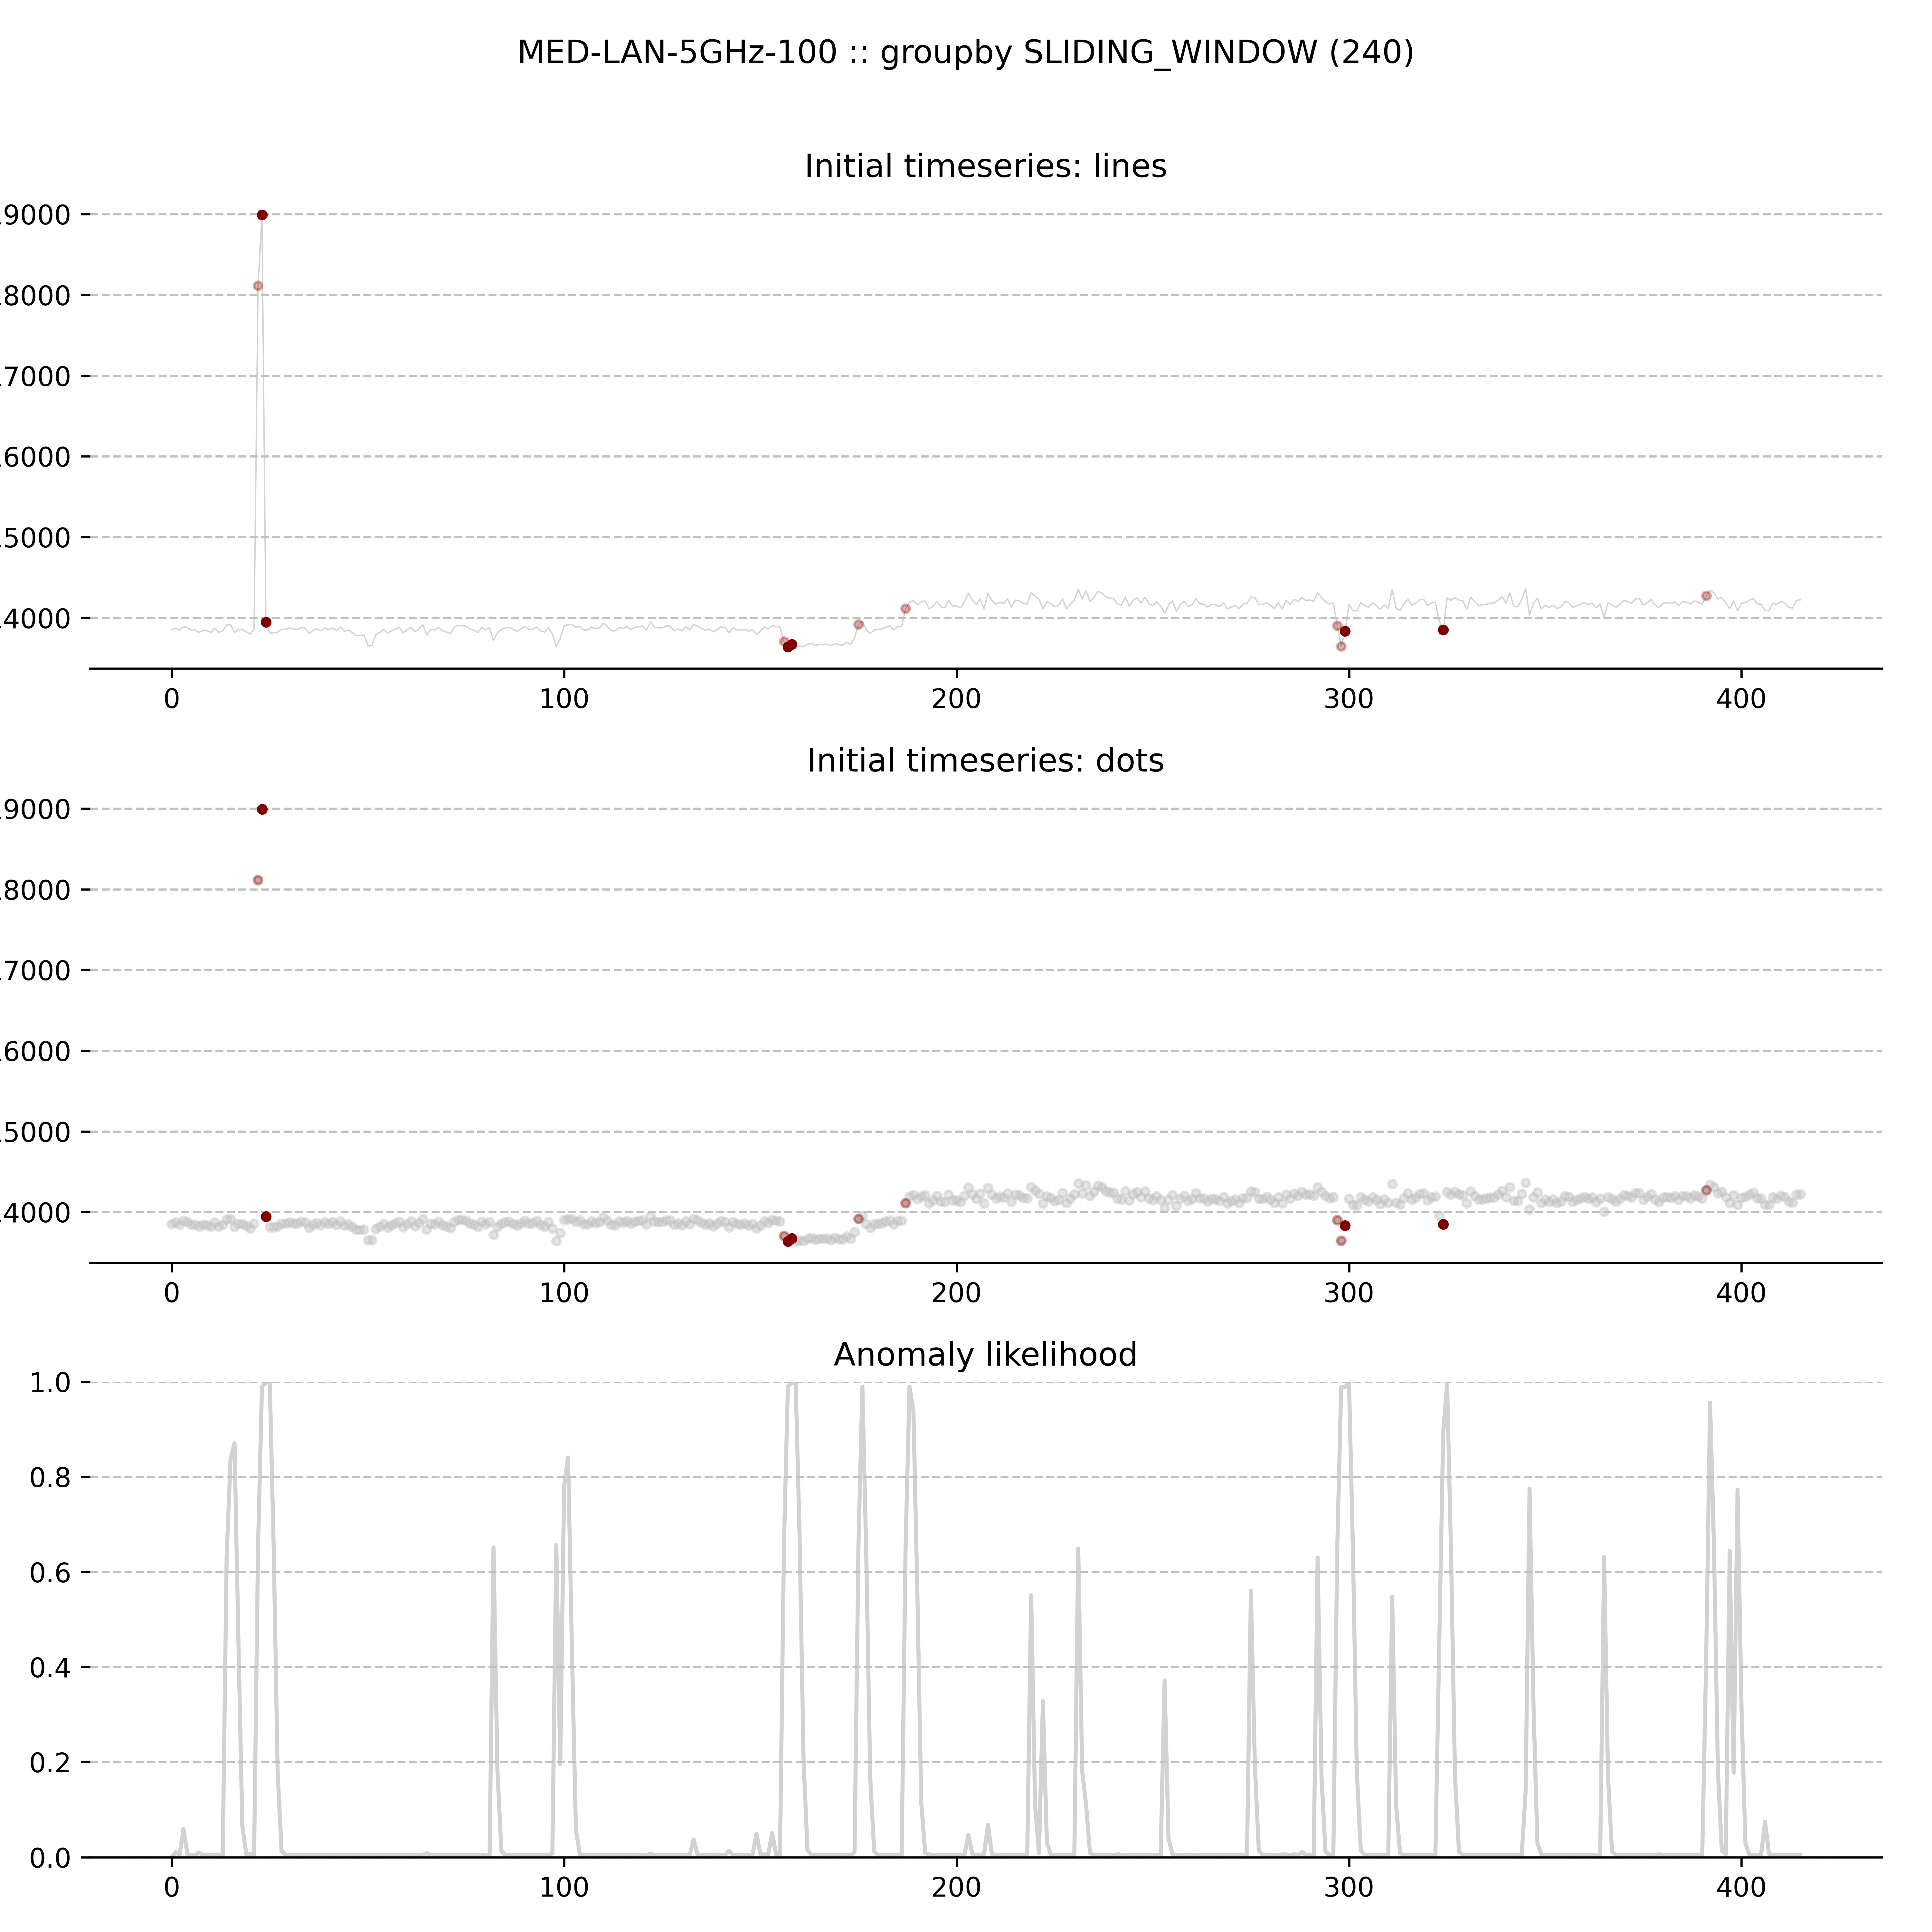 MED-LAN-5GHz-100 :: groupby SLIDING_WINDOW (240)
Initial timeseries: lines
9000
8000
7000
6000
5000
4000
0 100 200 300 400
Initial timeseries: dots
9000
8000
7000
6000
5000
4000
0 100 200 300 400
Anomaly likelihood
1.0
0.8
0.6
0.4
0.2
0.0
0 100 200 300 400